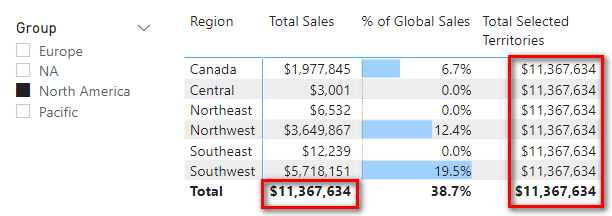 Group
Europe
NA
North America
Pacific
Region Total Sales % of Global Sales Total Selected
Territories
Canada $1,977,845 6.7% $11,367,634
Central $3,001 0.0% $11,367,634
Northeast $6,532 0.0% $11,367,634
Northwest $3,649,867 12.4% $11,367,634
Southeast $12,239 0.0% $11,367,634
Southwest $5,718,151 19.5% $11,367,634
Total $11,367,634 38.7% $11,367,634